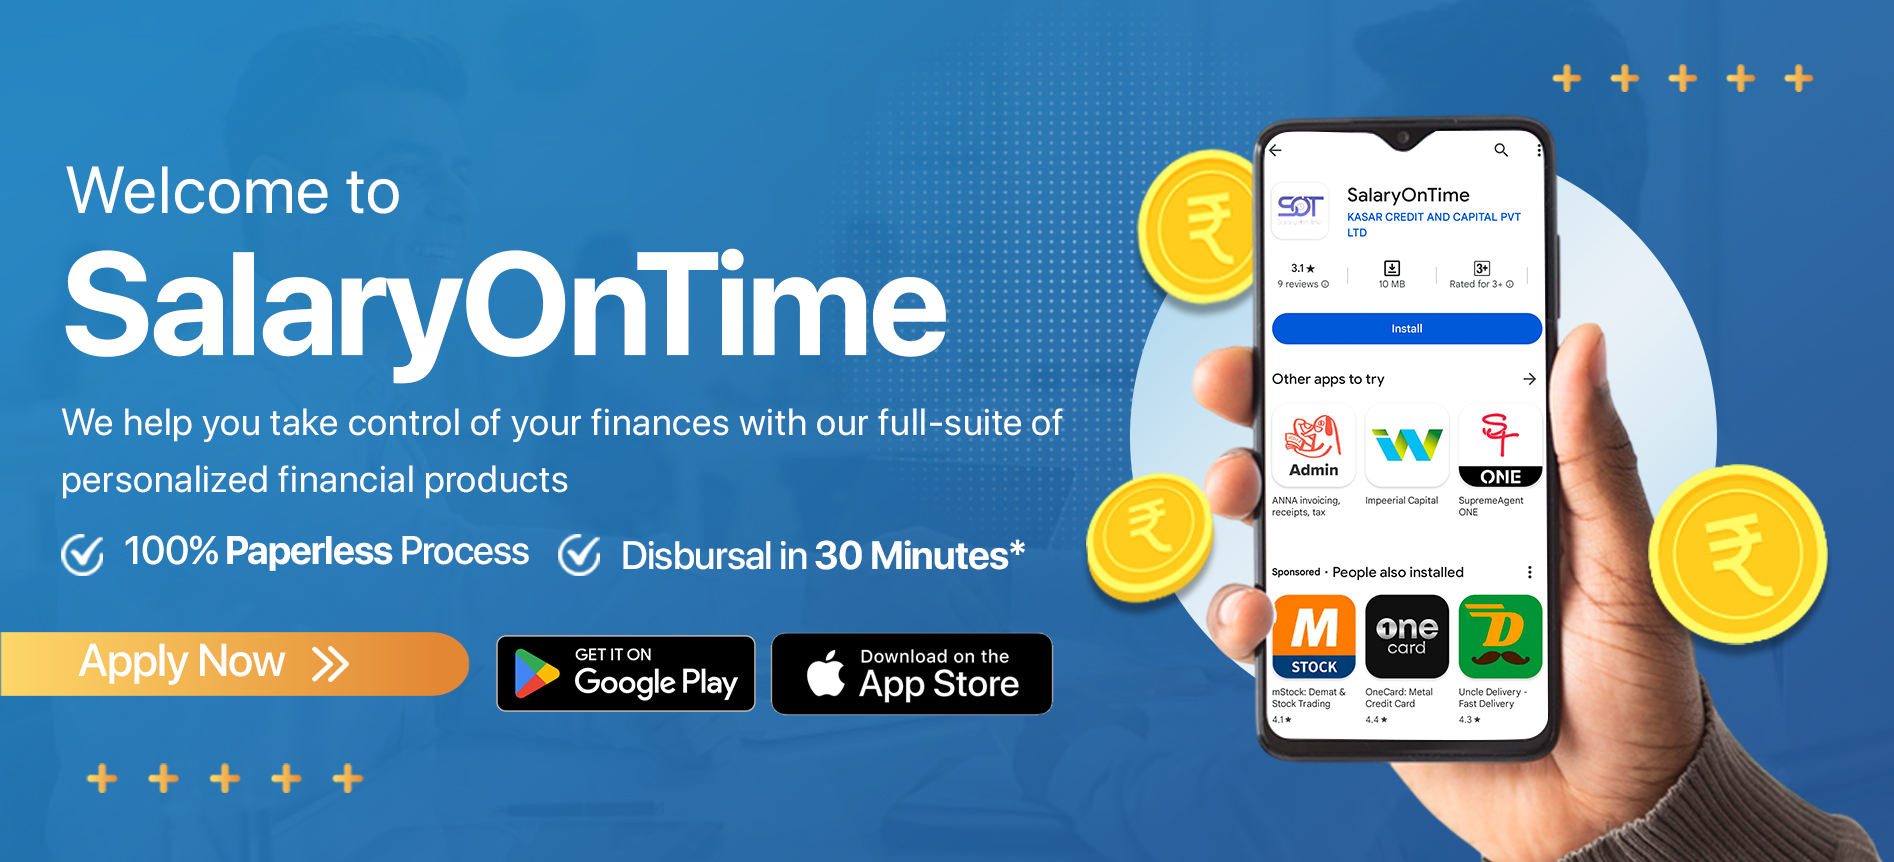 Welcome to
SalaryOnTime
We help you take control of your finances with our full-suite of
personalized financial products
100% Paperless Process
Disbursal in 30 Minutes*
Apply Now
GET IT ON
Google Play
Download on the
App Store
SOT
SalaryOnTime
KASAR CREDIT AND CAPITAL PVT
LTD
3.1★
9 reviews
10 MB
3+
Rated for 3+
Install
Other apps to try
Admin
ST
ONE
ANNA invoicing,
receipts, tax
Impeerial Capital
SupremeAgent
ONE
Sponsored · People also installed
M
STOCK
one
card
D
mStock: Demat &
Stock Trading
4.1★
OneCard: Metal
Credit Card
4.4★
Uncle Delivery -
Fast Delivery
4.3★
₹
₹
₹